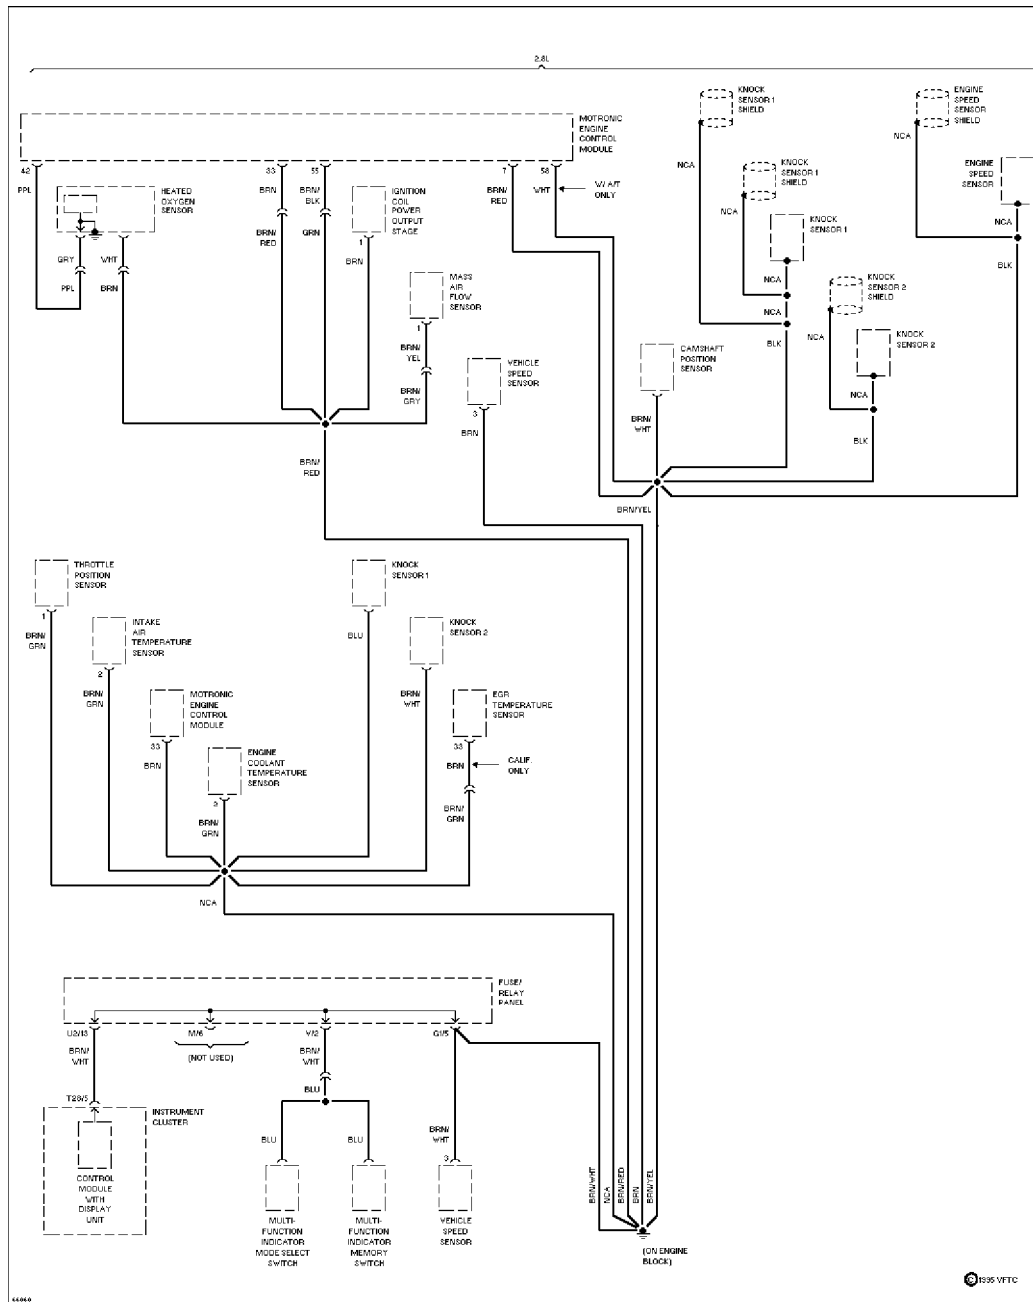 2.8L
KNOCK
SENSOR 1
SHIELD
ENGINE
SPEED
SENSOR
SHIELD
MOTRONIC
ENGINE
CONTROL
MODULE
NCA
NCA
42
33
55
7
58
KNOCK
SENSOR 1
SHIELD
ENGINE
SPEED
SENSOR
PPL
HEATED
OXYGEN
SENSOR
BRN
BRN/
BLK
IGNITION
COIL
POWER
OUTPUT
STAGE
BRN/
RED
WHT
W/ A/T
ONLY
NCA
KNOCK
SENSOR 1
NCA
GRY
WHT
BRN/
RED
GRN
1
BRN
BLK
PPL
BRN
MASS
AIR
FLOW
SENSOR
NCA
KNOCK
SENSOR 2
SHIELD
NCA
1
BRN/
YEL
VEHICLE
SPEED
SENSOR
CAMSHAFT
POSITION
SENSOR
BLK
NCA
KNOCK
SENSOR 2
BRN/
GRY
NCA
3
BRN
BRN/
WHT
BLK
BRN/
RED
BRN/YEL
THROTTLE
POSITION
SENSOR
KNOCK
SENSOR 1
1
BRN/
GRN
INTAKE
AIR
TEMPERATURE
SENSOR
BLU
KNOCK
SENSOR 2
2
BRN/
GRN
MOTRONIC
ENGINE
CONTROL
MODULE
BRN/
WHT
EGR
TEMPERATURE
SENSOR
33
BRN
ENGINE
COOLANT
TEMPERATURE
SENSOR
33
BRN
CALIF.
ONLY
2
BRN/
GRN
BRN/
GRN
NCA
FUSE/
RELAY
PANEL
U2/13
M/6
V/2
G1/5
BRN/
WHT
(NOT USED)
BRN/
WHT
BLU
T28/5
INSTRUMENT
CLUSTER
BLU
BLU
BRN/
WHT
3
CONTROL
MODULE
WITH
DISPLAY
UNIT
MULTI-
FUNCTION
INDICATOR
MODE SELECT
SWITCH
MULTI-
FUNCTION
INDICATOR
MEMORY
SWITCH
VEHICLE
SPEED
SENSOR
BRN/WHT
NCA
BRN/RED
BRN
BRN/YEL
(ON ENGINE
BLOCK)
© 1995 VFTC